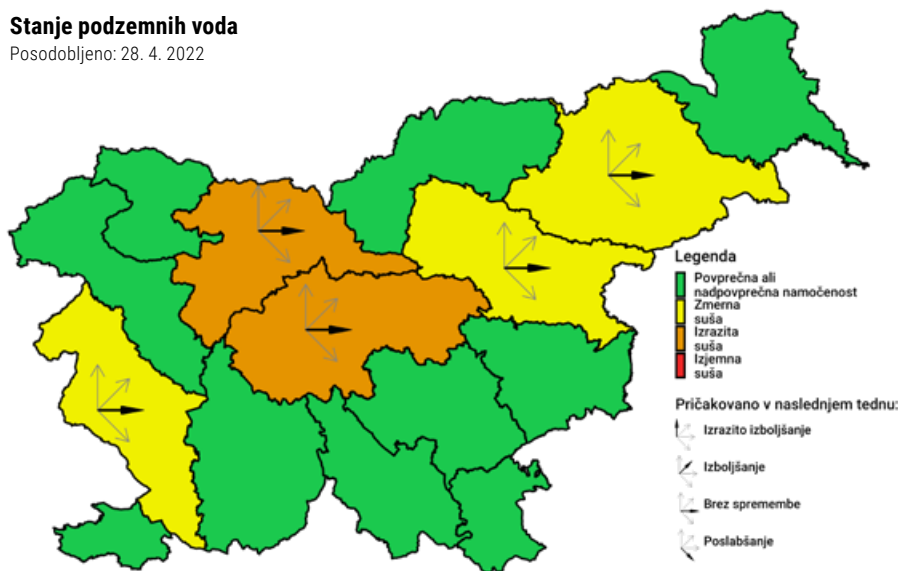 Stanje podzemnih voda
Posodobljeno: 28. 4. 2022
Legenda
Povprečna ali
nadpovprečna namočenost
Zmerna
suša
Izrazita
suša
Izjemna
suša
Pričakovano v naslednjem tednu:
Izrazito izboljšanje
Izboljšanje
Brez spremembe
Poslabšanje